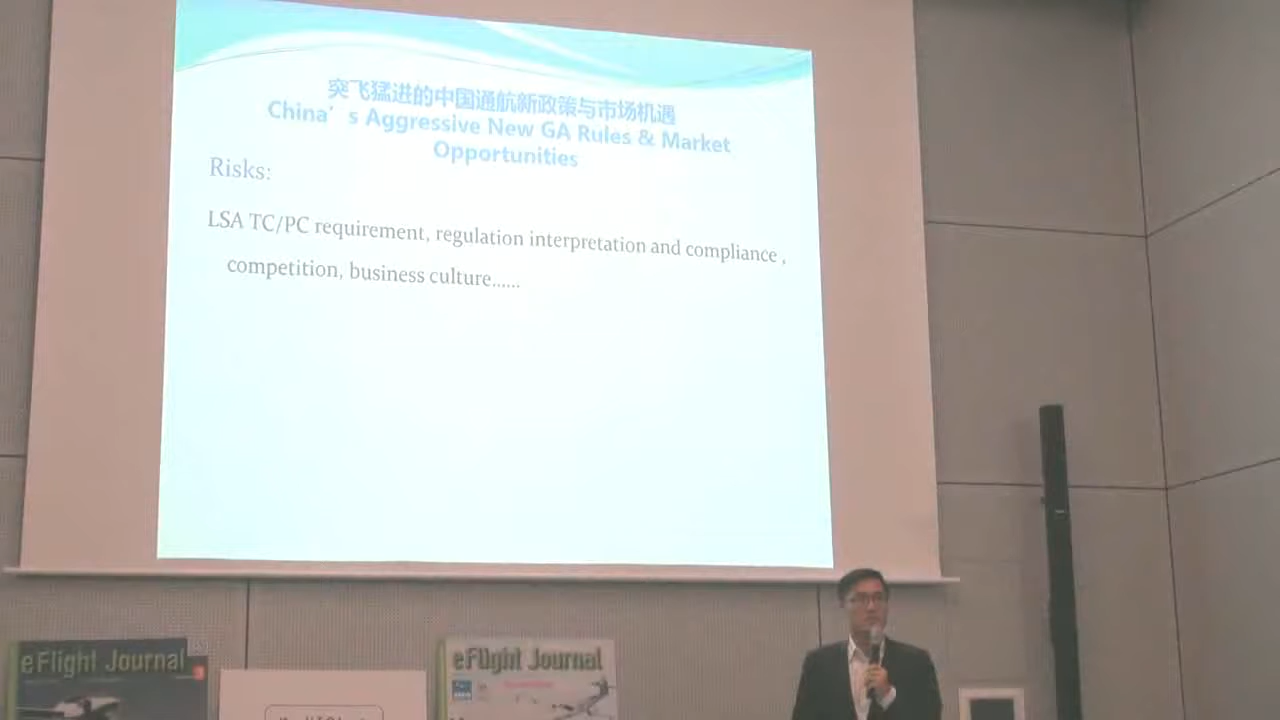 突飞猛进的中国通航新政策与市场机遇
China’s Aggressive New GA Rules & Market
Opportunities
Risks:
LSA TC/PC requirement, regulation interpretation and compliance ,
competition, business culture......
eFlight Journal
eFlight Journal